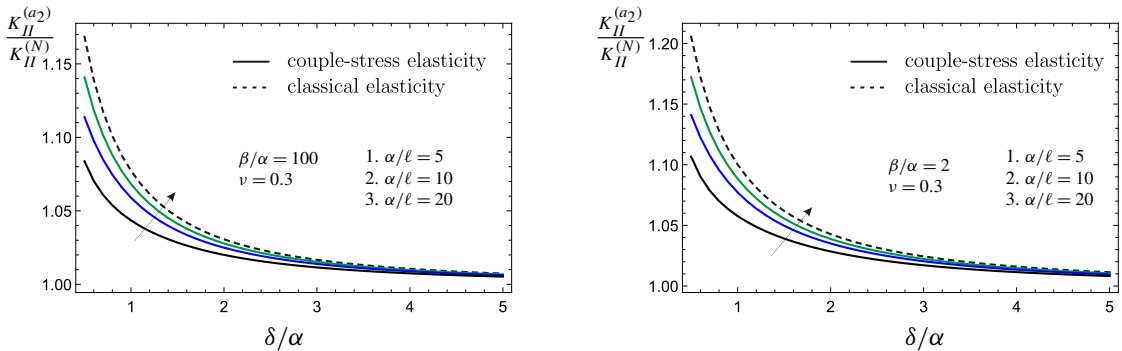 K_{II}^{(a_2)}
K_{II}^{(N)}
1.15
1.10
1.05
1.00
couple-stress elasticity
classical elasticity
β/α = 100
ν = 0.3
1. α/ℓ = 5
2. α/ℓ = 10
3. α/ℓ = 20
1 2 3 4 5
δ/α
K_{II}^{(a_2)}
K_{II}^{(N)}
1.20
1.15
1.10
1.05
1.00
couple-stress elasticity
classical elasticity
β/α = 2
ν = 0.3
1. α/ℓ = 5
2. α/ℓ = 10
3. α/ℓ = 20
1 2 3 4 5
δ/α